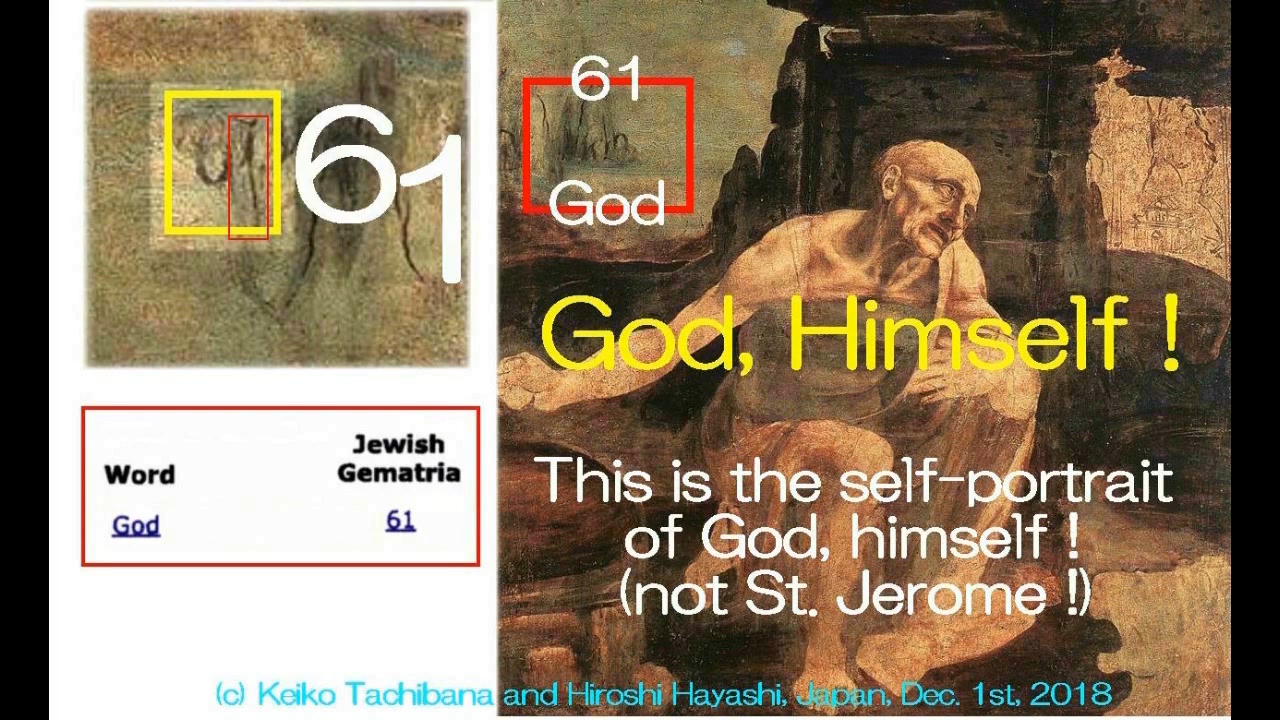 61
61
God
God, Himself !
Jewish
Word Gematria
God 61
This is the self-portrait
of God, himself !
(not St. Jerome !)
(c) Keiko Tachibana and Hiroshi Hayashi, Japan, Dec. 1st, 2018